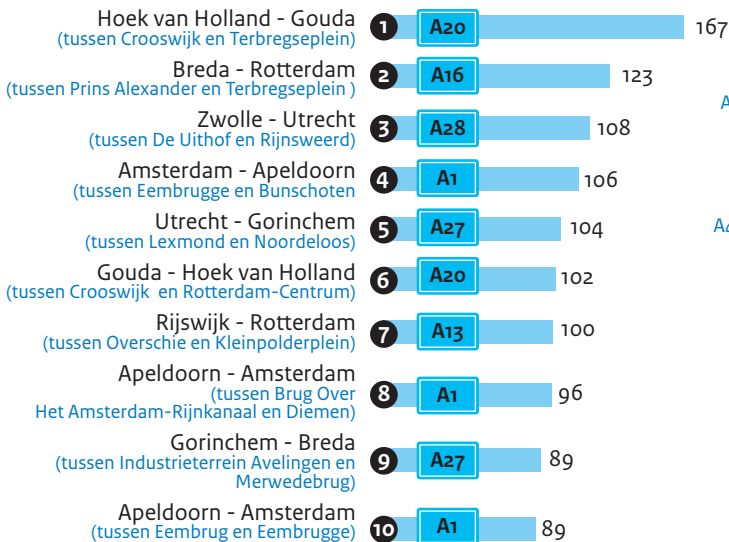 Hoek van Holland - Gouda
(tussen Crooswijk en Terbregseplein)
1 A20 167
Breda - Rotterdam
(tussen Prins Alexander en Terbregseplein )
2 A16 123
Zwolle - Utrecht
(tussen De Uithof en Rijnsweerd)
3 A28 108
Amsterdam - Apeldoorn
(tussen Eembrugge en Bunschoten
4 A1 106
Utrecht - Gorinchem
(tussen Lexmond en Noordeloos)
5 A27 104
Gouda - Hoek van Holland
(tussen Crooswijk en Rotterdam-Centrum)
6 A20 102
Rijswijk - Rotterdam
(tussen Overschie en Kleinpolderplein)
7 A13 100
Apeldoorn - Amsterdam
(tussen Brug Over
Het Amsterdam-Rijnkanaal en Diemen)
8 A1 96
Gorinchem - Breda
(tussen Industrieterrein Avelingen en
Merwedebrug)
9 A27 89
Apeldoorn - Amsterdam
(tussen Eembrug en Eembrugge)
10 A1 89